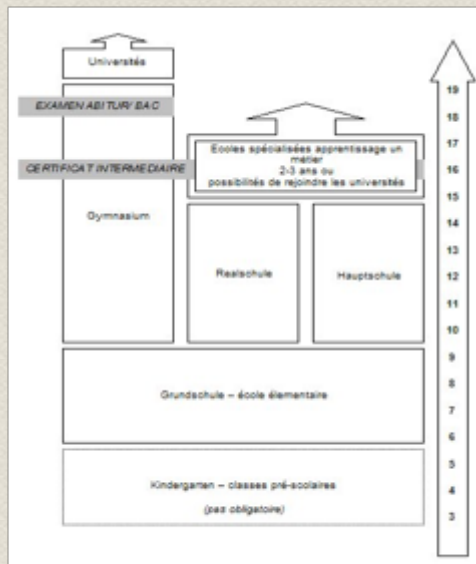 Universités
EXAMEN ABITUR/ BAC
CERTIFICAT INTERMEDIAIRE
Ecoles spécialisées apprentissage un
métier
2-3 ans ou
possibilités de rejoindre les universités
Gymnasium
Realschule
Hauptschule
Grundschule – école élementaire
Kindergarten – classes pré-scolaires
(pas obligatoire)
19
18
17
16
15
14
13
12
11
10
9
8
7
6
5
4
3